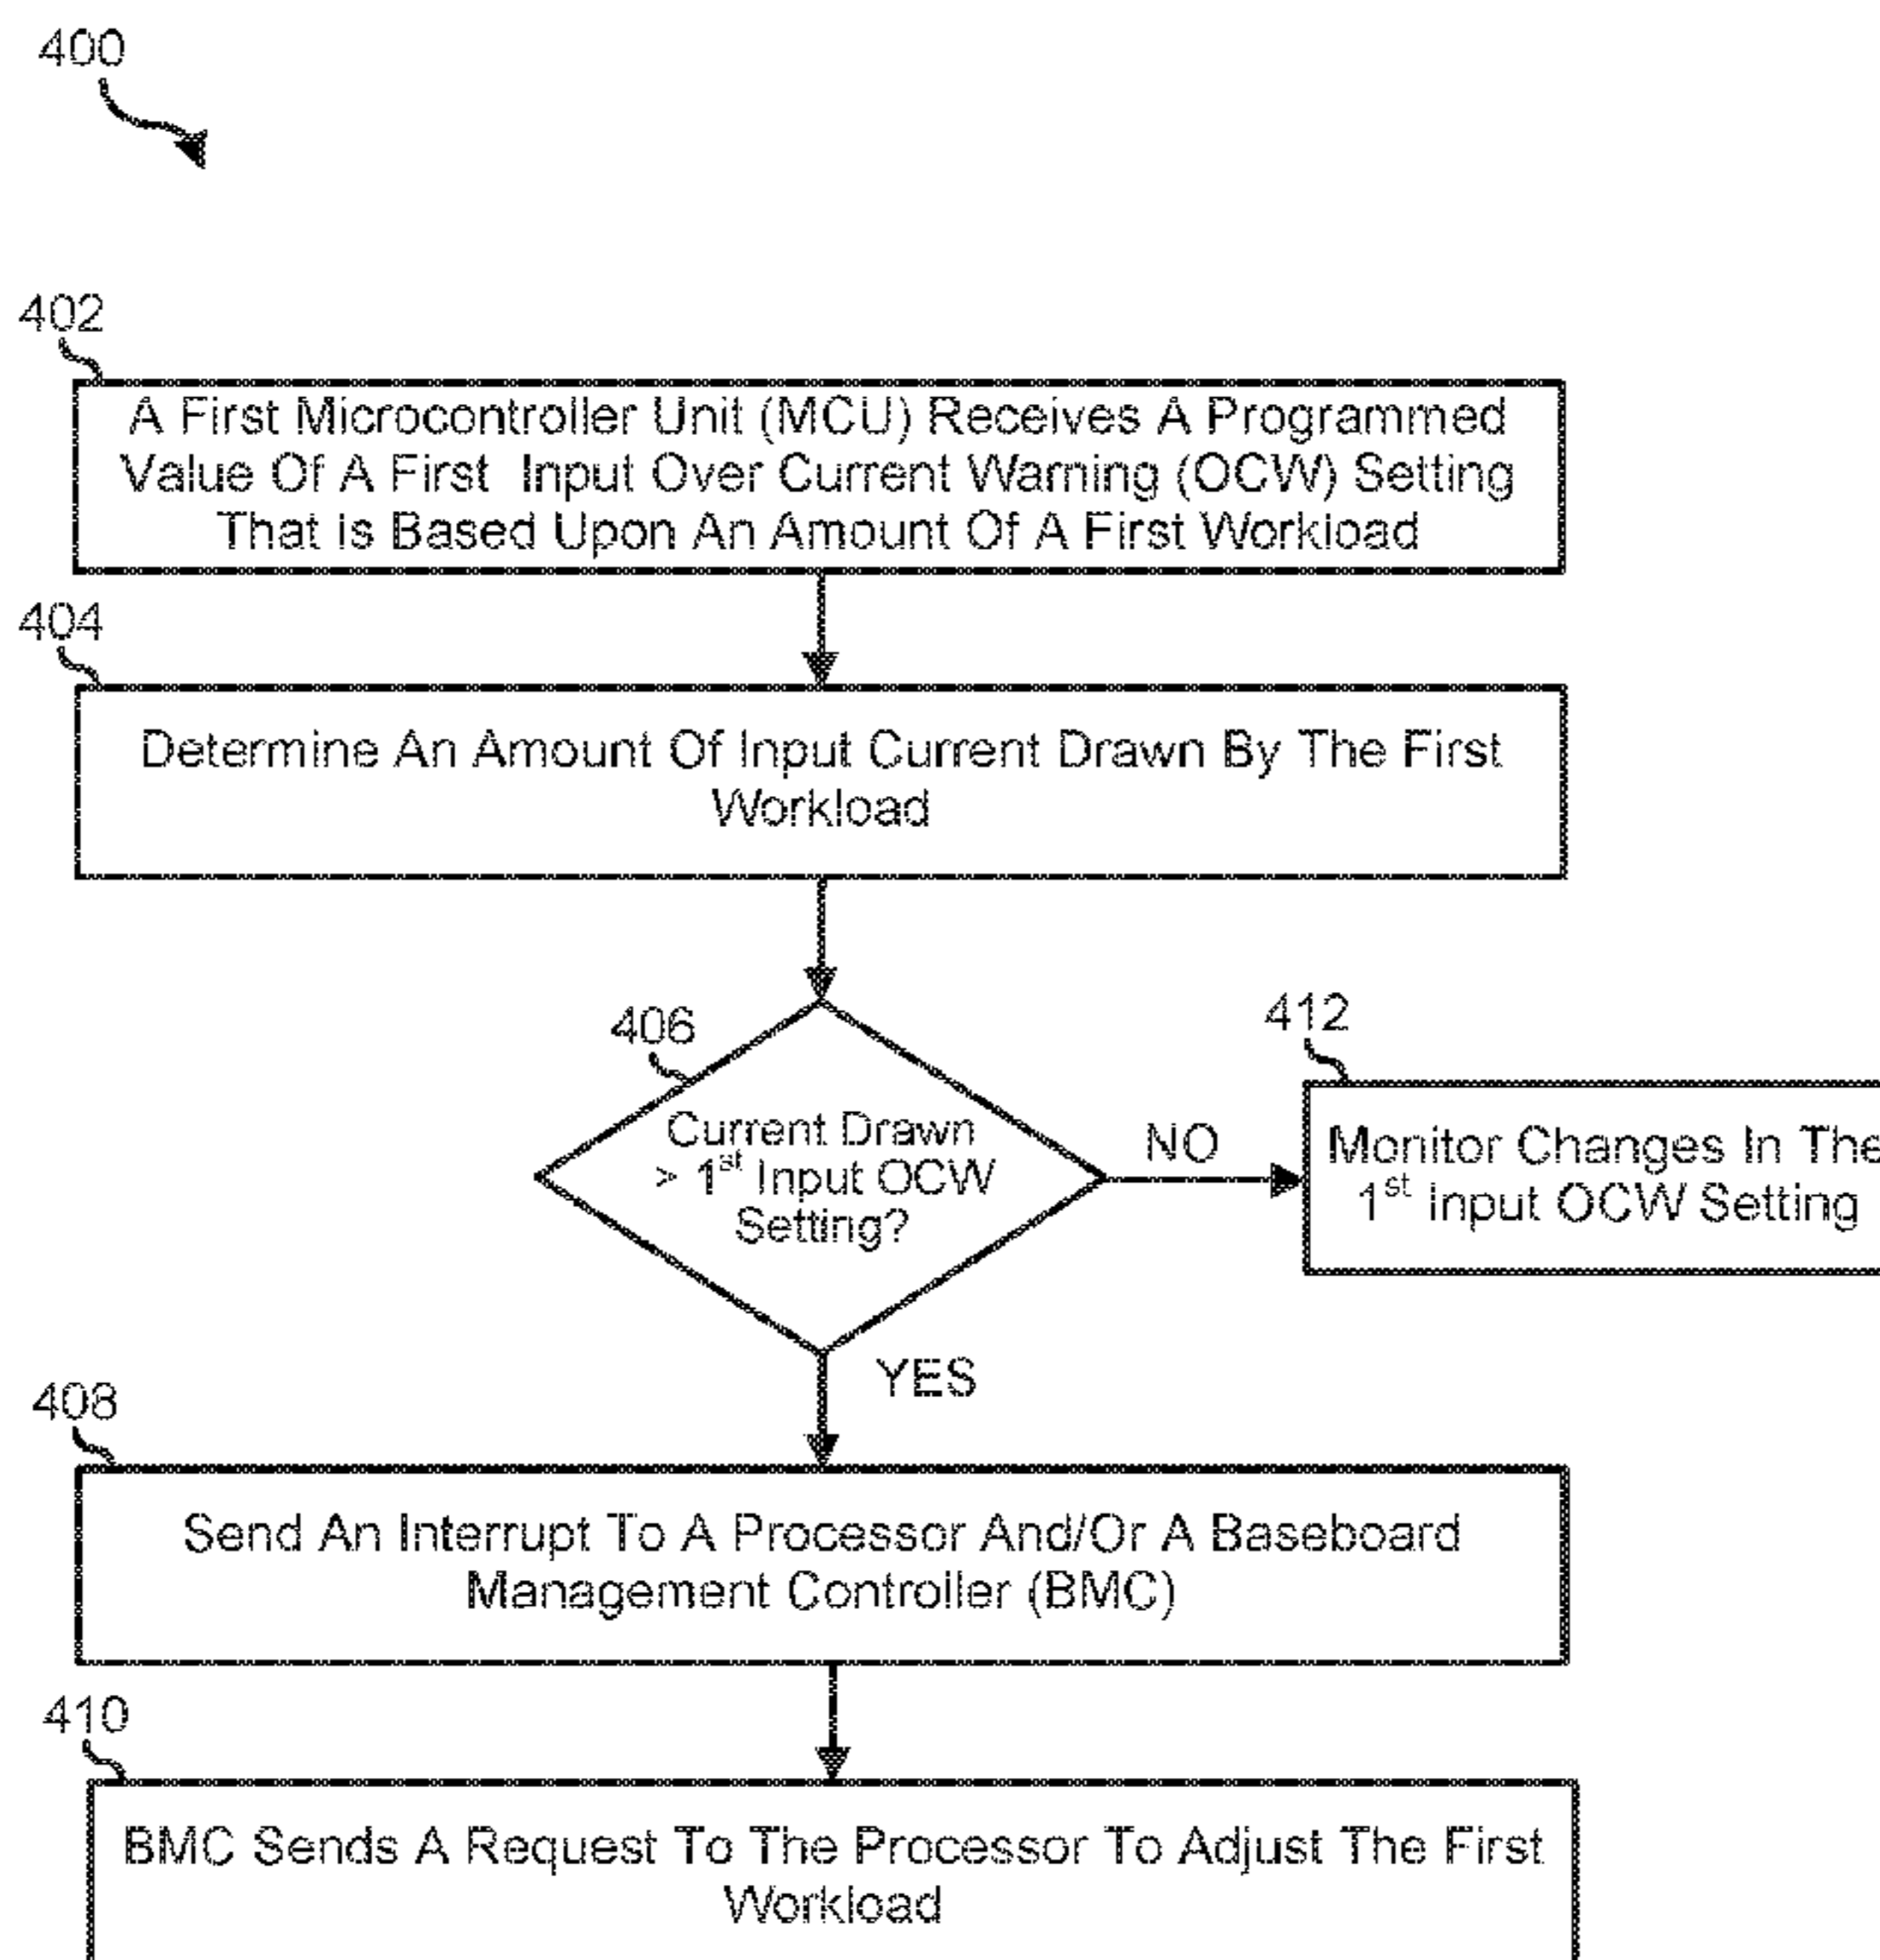 400
402
A First Microcontroller Unit (MCU) Receives A Programmed
Value Of A First Input Over Current Warning (OCW) Setting
That Is Based Upon An Amount Of A First Workload
404
Determine An Amount Of Input Current Drawn By The First
Workload
406
Current Drawn
> 1st Input OCW
Setting?
NO
412
Monitor Changes In The
1st Input OCW Setting
YES
408
Send An Interrupt To A Processor And/Or A Baseboard
Management Controller (BMC)
410
BMC Sends A Request To The Processor To Adjust The First
Workload